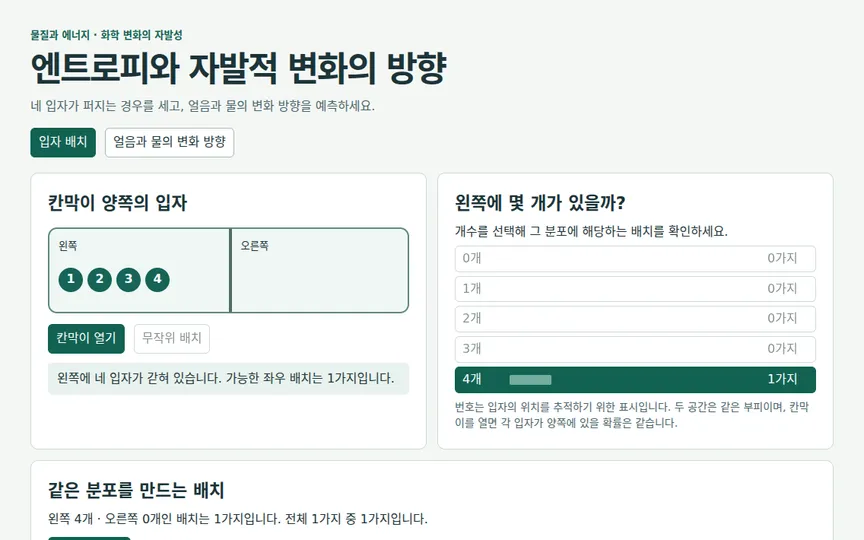 물질과 에너지 · 화학 변화의 자발성
엔트로피와 자발적 변화의 방향
네 입자가 퍼지는 경우를 세고, 얼음과 물의 변화 방향을 예측하세요.
입자 배치
얼음과 물의 변화 방향
칸막이 양쪽의 입자
왼쪽
오른쪽
1 2 3 4
칸막이 열기
무작위 배치
왼쪽에 네 입자가 갇혀 있습니다. 가능한 좌우 배치는 1가지입니다.
왼쪽에 몇 개가 있을까?
개수를 선택해 그 분포에 해당하는 배치를 확인하세요.
0개 0가지
1개 0가지
2개 0가지
3개 0가지
4개 1가지
번호는 입자의 위치를 추적하기 위한 표시입니다. 두 공간은 같은 부피이며, 칸막
이를 열면 각 입자가 양쪽에 있을 확률은 같습니다.
같은 분포를 만드는 배치
왼쪽 4개 · 오른쪽 0개인 배치는 1가지입니다. 전체 1가지 중 1가지입니다.